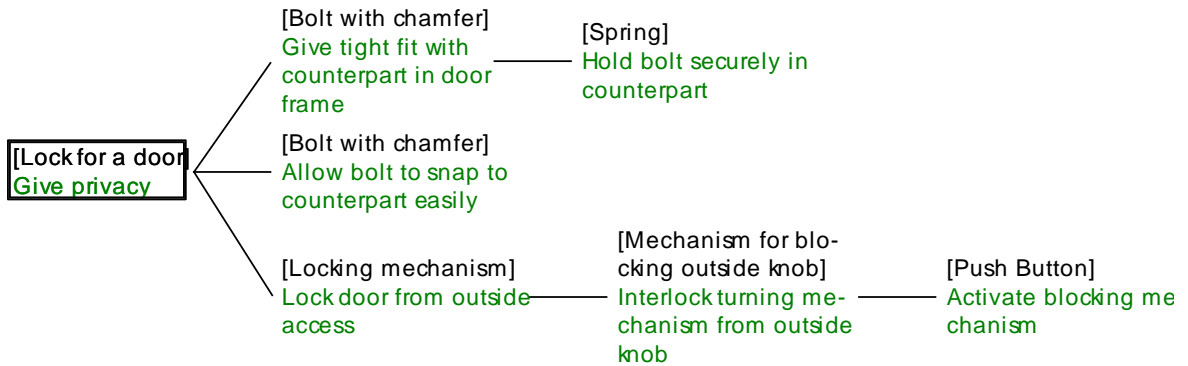 [Bolt with chamfer]
Give tight fit with
counterpart in door
frame
[Spring]
Hold bolt securely in
counterpart
[Lock for a door]
Give privacy
[Bolt with chamfer]
Allow bolt to snap to
counterpart easily
[Locking mechanism]
Lock door from outside
access
[Mechanism for blo-
cking outside knob]
Interlock turning me-
chanism from outside
knob
[Push Button]
Activate blocking me
chanism